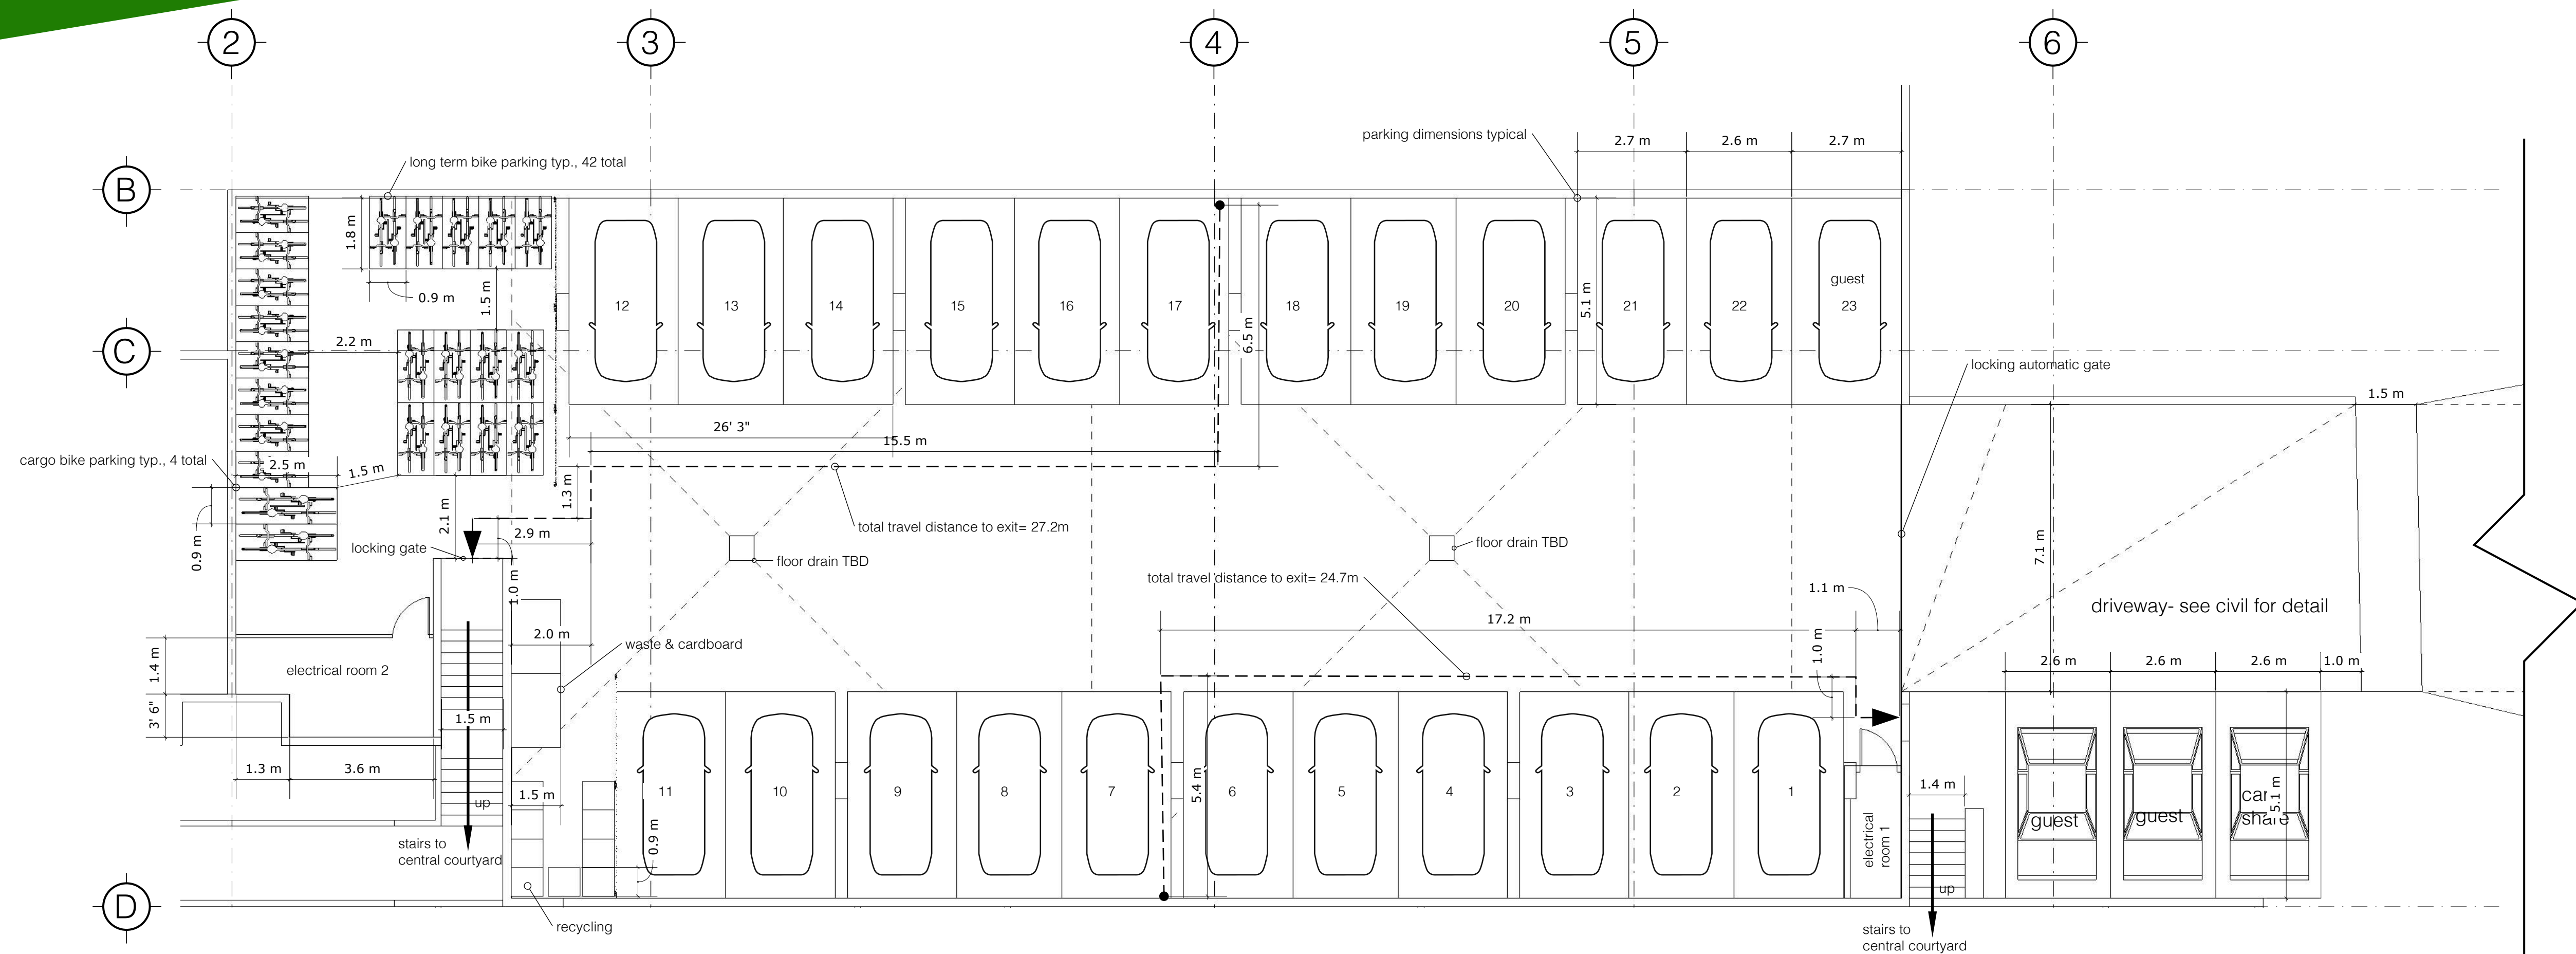 2
3
4
5
6
parking dimensions typical
2.7 m
2.6 m
2.7 m
long term bike parking typ., 42 total
B
1.8 m
0.9 m
1.5 m
12
13
14
15
16
17
18
19
20
21
22
guest
23
5.1 m
6.5 m
C
2.2 m
locking automatic gate
1.5 m
26' 3"
15.5 m
cargo bike parking typ., 4 total
2.5 m
1.5 m
1.3 m
0.9 m
2.1 m
total travel distance to exit= 27.2m
2.9 m
locking gate
floor drain TBD
floor drain TBD
1.0 m
total travel distance to exit= 24.7m
1.1 m
7.1 m
driveway- see civil for detail
17.2 m
2.0 m
waste & cardboard
1.0 m
2.6 m
2.6 m
2.6 m
1.0 m
1.4 m
electrical room 2
3' 6"
1.5 m
1.3 m
3.6 m
up
1.5 m
11
10
9
8
7
6
5
4
3
2
1
5.4 m
0.9 m
electrical
room 1
1.4 m
up
guest
guest
car
share
5.1 m
stairs to
central courtyard
D
recycling
stairs to
central courtyard